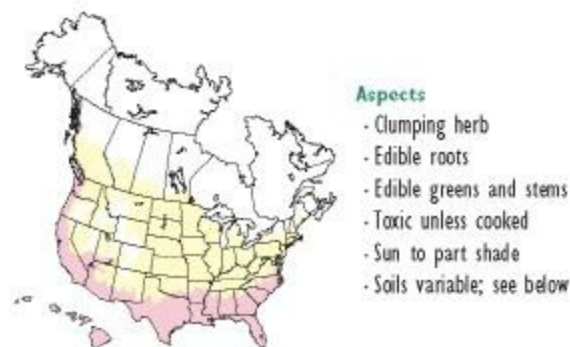 Aspects
- Clumping herb
- Edible roots
- Edible greens and stems
- Toxic unless cooked
- Sun to part shade
- Soils variable; see below